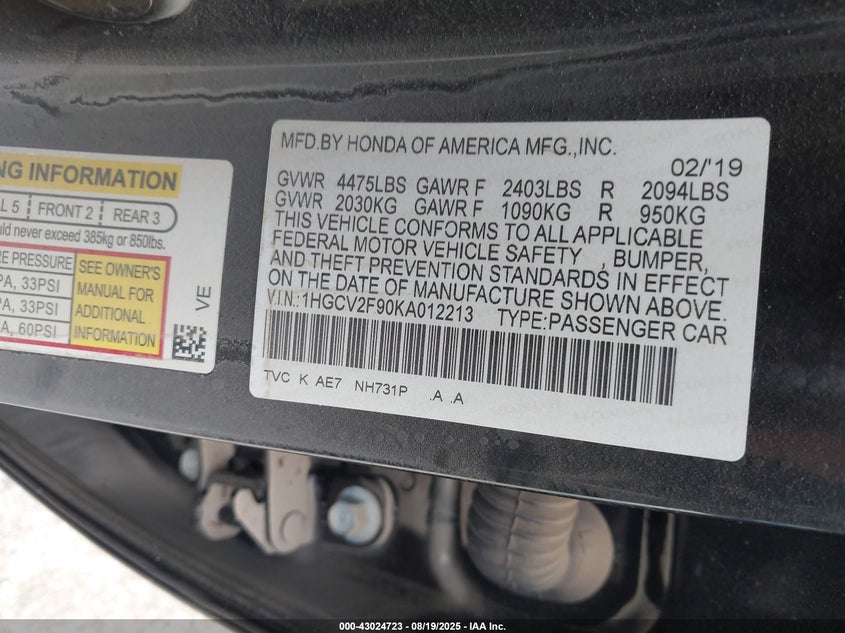 NG INFORMATION
L 5 FRONT 2 REAR 3
uld never exceed 385kg or 850lbs.
RE PRESSURE
PA, 33PSI
A, 33PSI
A, 60PSI
SEE OWNER'S
MANUAL FOR
ADDITIONAL
INFORMATION
VE
MFD.BY HONDA OF AMERICA MFG.,INC.
02/'19
GVWR 4475LBS GAWR F 2403LBS R 2094LBS
GVWR 2030KG GAWR F 1090KG R 950KG
THIS VEHICLE CONFORMS TO ALL APPLICABLE
FEDERAL MOTOR VEHICLE SAFETY , BUMPER,
AND THEFT PREVENTION STANDARDS IN EFFECT
ON THE DATE OF MANUFACTURE SHOWN ABOVE.
V.I.N.:1HGCV2F90KA012213 TYPE:PASSENGER CAR
TVC K AE7 NH731P .A .A
000-43024723 - 08/19/2025 - IAA Inc.